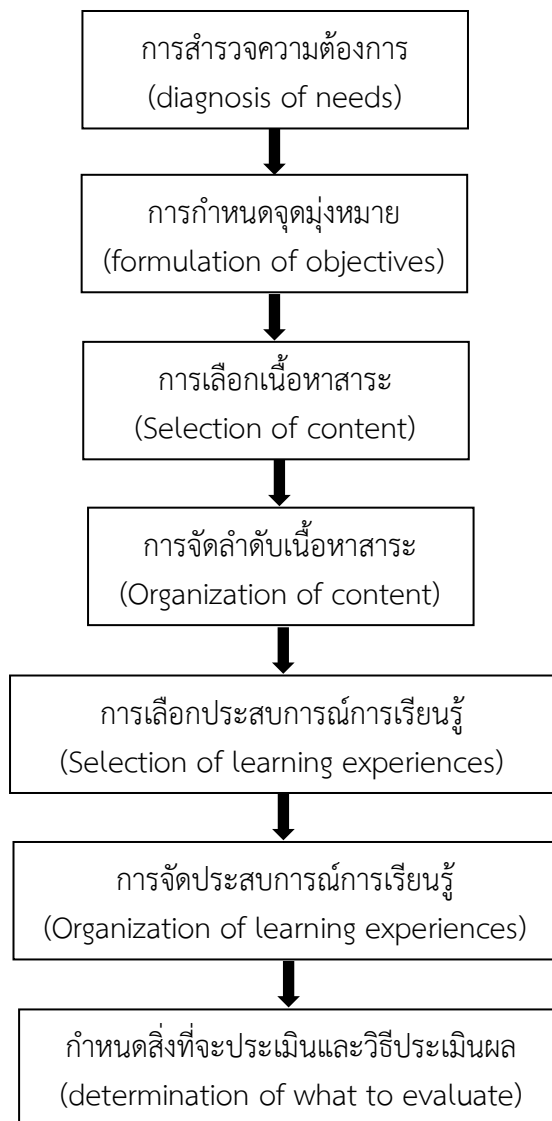 การสำรวจความต้องการ
(diagnosis of needs)
การกำหนดจุดมุ่งหมาย
(formulation of objectives)
การเลือกเนื้อหาสาระ
(Selection of content)
การจัดลำดับเนื้อหาสาระ
(Organization of content)
การเลือกประสบการณ์การเรียนรู้
(Selection of learning experiences)
การจัดประสบการณ์การเรียนรู้
(Organization of learning experiences)
กำหนดสิ่งที่จะประเมินและวิธีประเมินผล
(determination of what to evaluate)